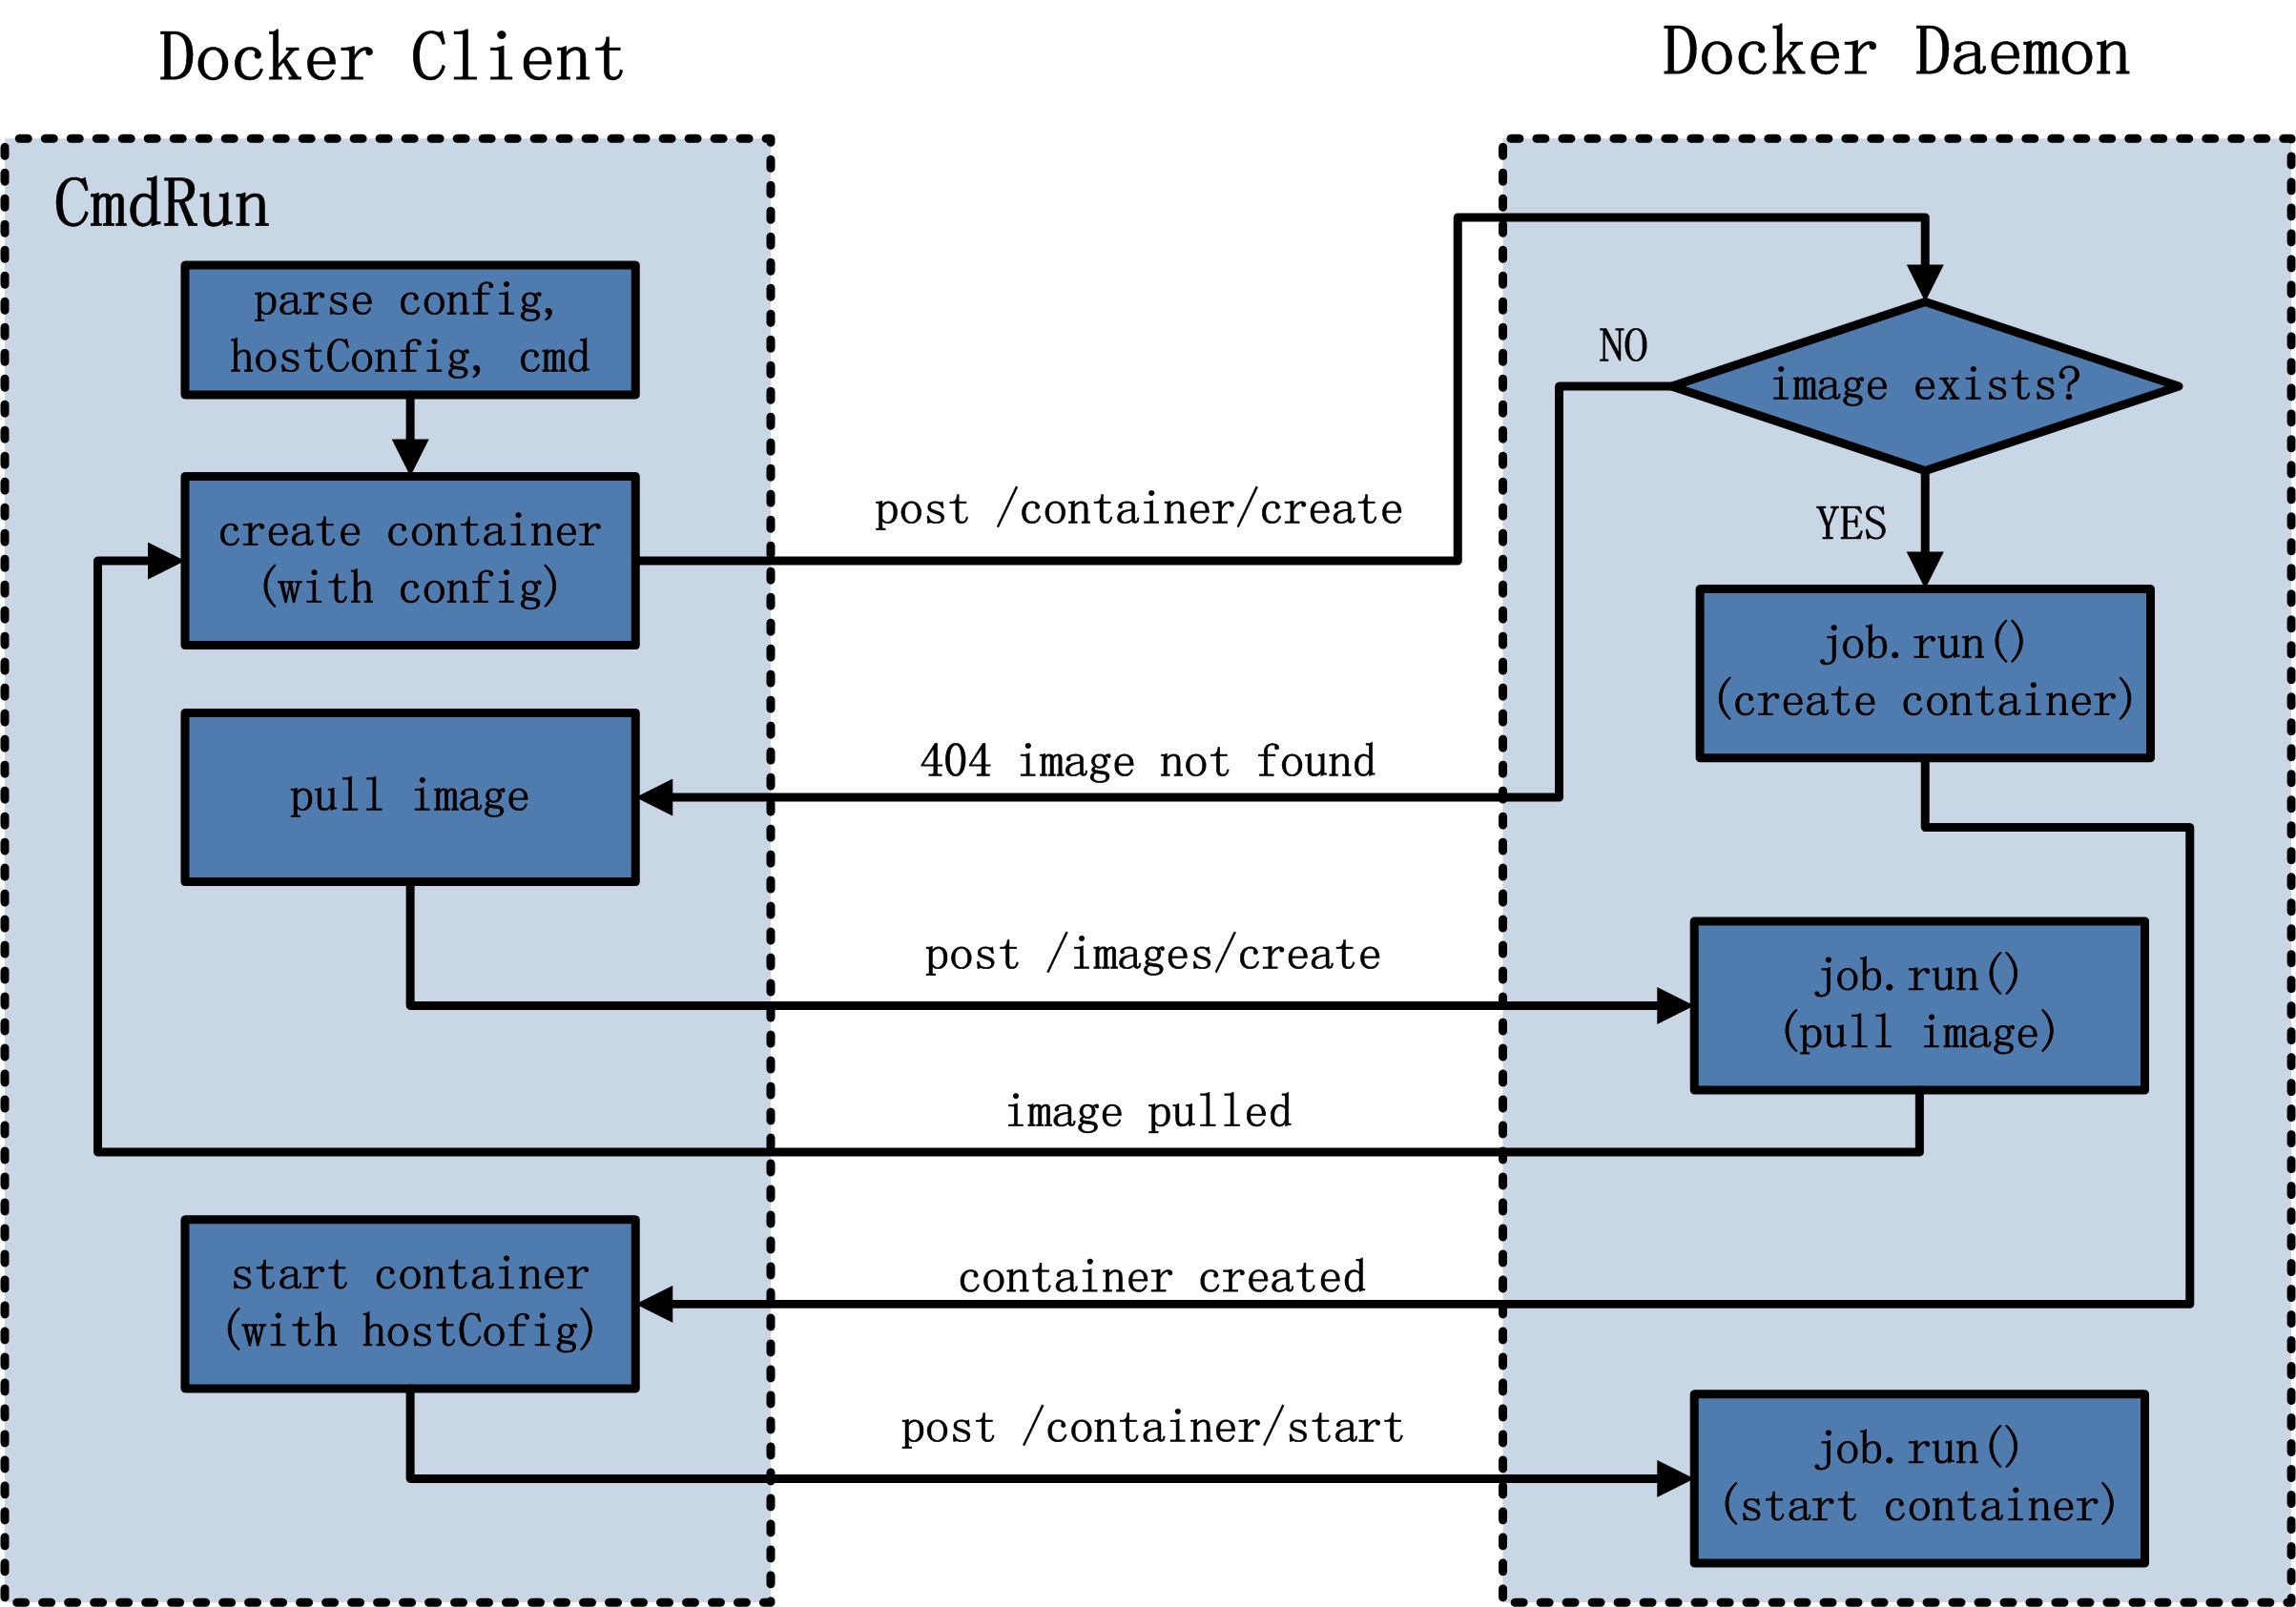 Docker Client
Docker Daemon
CmdRun
parse config,
hostConfig, cmd
NO
image exists?
create container
(with config)
post /container/create
YES
job.run()
(create container)
pull image
404 image not found
post /images/create
job.run()
(pull image)
image pulled
start container
(with hostCofig)
container created
post /container/start
job.run()
(start container)